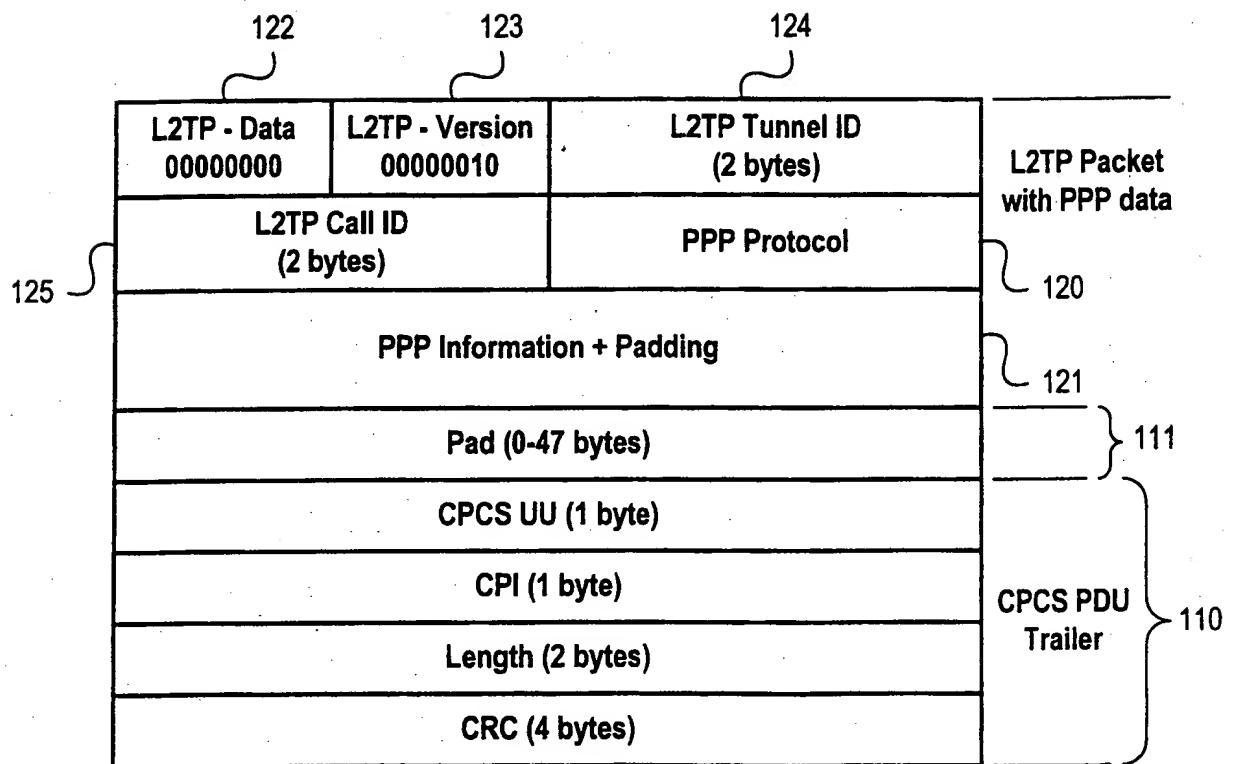 122
123
124
L2TP - Data
00000000
L2TP - Version
00000010
L2TP Tunnel ID
(2 bytes)
L2TP Packet
with PPP data
L2TP Call ID
(2 bytes)
PPP Protocol
125
120
PPP Information + Padding
121
Pad (0-47 bytes)
111
CPCS UU (1 byte)
CPI (1 byte)
Length (2 bytes)
CRC (4 bytes)
CPCS PDU
Trailer
110